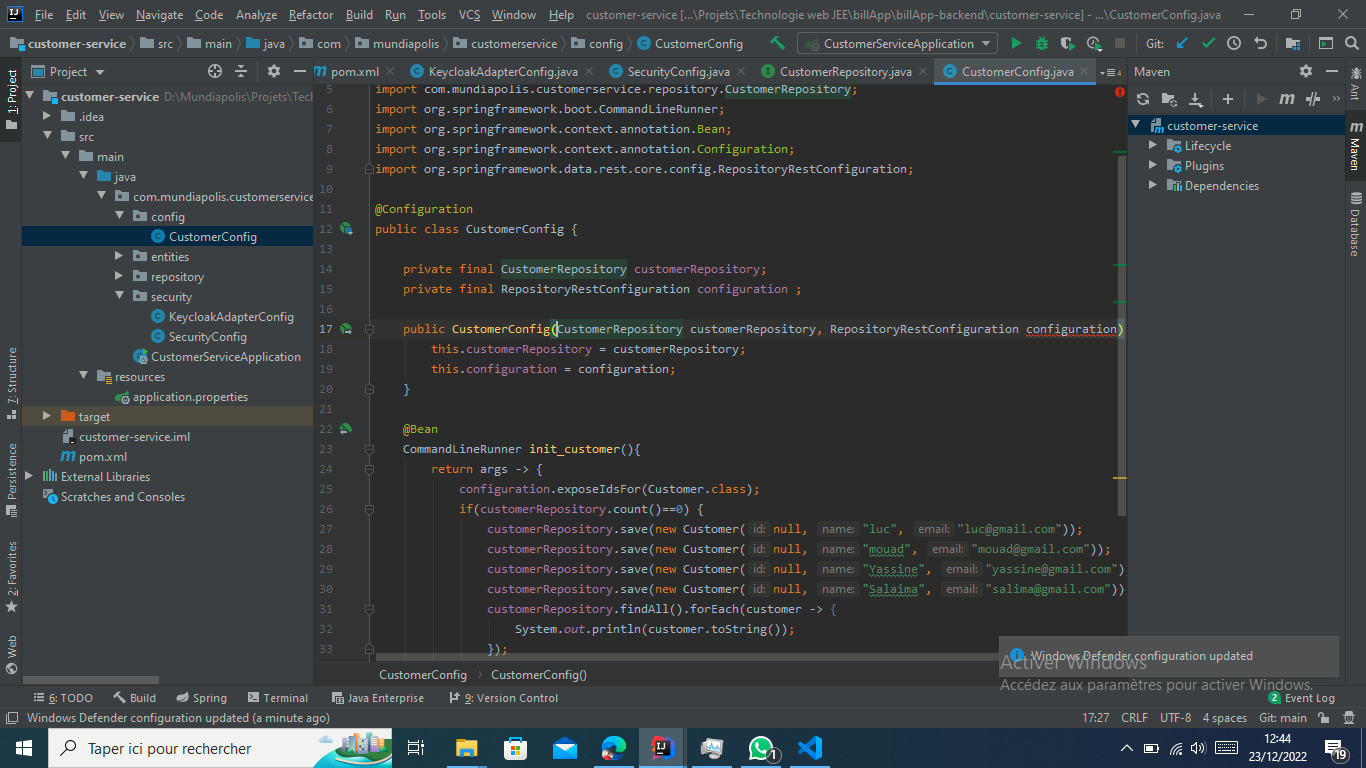 File Edit View Navigate Code Analyze Refactor Build Run Tools VCS Window Help customer-service [...\Projets\Technologie web JEE\billApp\billApp-backend\customer-service] - ...\CustomerConfig.java
customer-service src main java com mundiapolis customerservice config CustomerConfig CustomerServiceApplication Git:
Project pom.xml KeycloakAdapterConfig.java SecurityConfig.java CustomerRepository.java CustomerConfig.java 4 Maven
1: Project
7: Structure
Persistence
2: Favorites
Web
customer-service D:\Mundiapolis\Projets\Tec
.idea
src
main
java
com.mundiapolis.customerservice
config
CustomerConfig
entities
repository
security
KeycloakAdapterConfig
SecurityConfig
CustomerServiceApplication
resources
application.properties
target
customer-service.iml
pom.xml
External Libraries
Scratches and Consoles
5 import com.mundiapolis.customerservice.repository.CustomerRepository;
6 import org.springframework.boot.CommandLineRunner;
7 import org.springframework.context.annotation.Bean;
8 import org.springframework.context.annotation.Configuration;
9 import org.springframework.data.rest.core.config.RepositoryRestConfiguration;
10
11 @Configuration
12 public class CustomerConfig {
13
14 private final CustomerRepository customerRepository;
15 private final RepositoryRestConfiguration configuration ;
16
17 public CustomerConfig(CustomerRepository customerRepository, RepositoryRestConfiguration configuration)
18 this.customerRepository = customerRepository;
19 this.configuration = configuration;
20 }
21
22 @Bean
23 CommandLineRunner init_customer(){
24 return args -> {
25 configuration.exposeIdsFor(Customer.class);
26 if(customerRepository.count()==0) {
27 customerRepository.save(new Customer( id: null, name: "luc", email: "luc@gmail.com"));
28 customerRepository.save(new Customer( id: null, name: "mouad", email: "mouad@gmail.com"));
29 customerRepository.save(new Customer( id: null, name: "Yassine", email: "yassine@gmail.com")
30 customerRepository.save(new Customer( id: null, name: "Salaima", email: "salima@gmail.com"))
31 customerRepository.findAll().forEach(customer -> {
32 System.out.println(customer.toString());
33 });
customer-service
Lifecycle
Plugins
Dependencies
Ant
Maven
Database
Windows Defender configuration updated
Activer Windows
Accédez aux paramètres pour activer Windows.
CustomerConfig CustomerConfig()
6: TODO Build Spring Terminal Java Enterprise 9: Version Control 2 Event Log
Windows Defender configuration updated (a minute ago) 17:27 CRLF UTF-8 4 spaces Git: main
Taper ici pour rechercher 1 12:44
23/12/2022 19